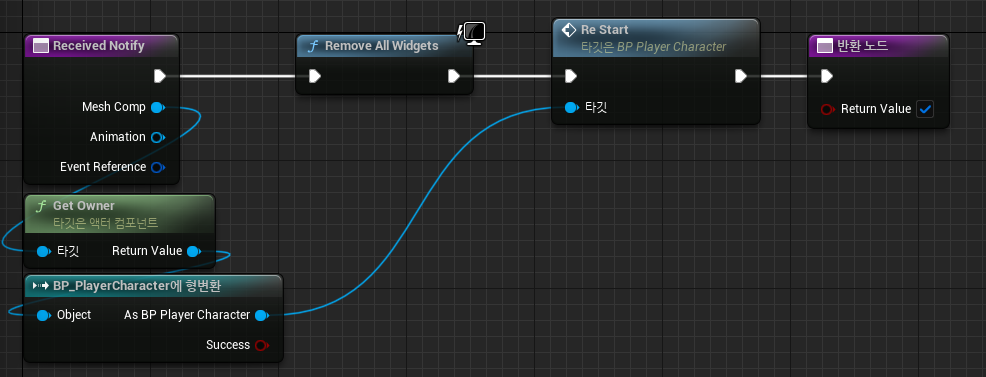 Received Notify
Mesh Comp
Animation
Event Reference
Remove All Widgets
Re Start
타깃은 BP Player Character
타깃
반환 노드
Return Value
Get Owner
타깃은 액터 컴포넌트
타깃 Return Value
BP_PlayerCharacter에 형변환
Object As BP Player Character
Success